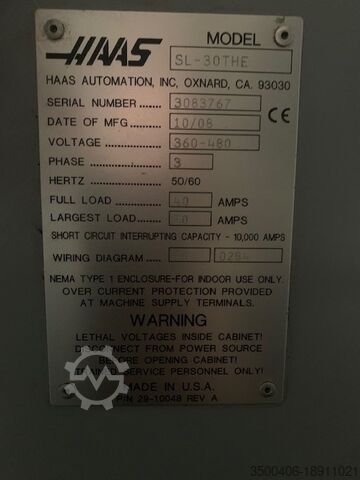 HAAS
MODEL
SL-30THE
HAAS AUTOMATION, INC, OXNARD, CA. 93030
SERIAL NUMBER ...... 3083767
DATE OF MFG ........... 10/08
VOLTAGE ................... 360-480
PHASE ........................ 3
CE
HERTZ 50/60
FULL LOAD ............... 40 AMPS
LARGEST LOAD ........ AMPS
SHORT CIRCUIT INTERRUPTING CAPACITY - 10,000 AMPS
WIRING DIAGRAM ...... 0284
NEMA TYPE 1 ENCLOSURE-FOR INDOOR USE ONLY.
OVER CURRENT PROTECTION PROVIDED
AT MACHINE SUPPLY TERMINALS.
WARNING
LETHAL VOLTAGES INSIDE CABINET!
DISCONNECT FROM POWER SOURCE
BEFORE OPENING CABINET!
TRAINED SERVICE PERSONNEL ONLY!
MADE IN U.S.A.
P/N 29-10048 REV A
3500406-18911021